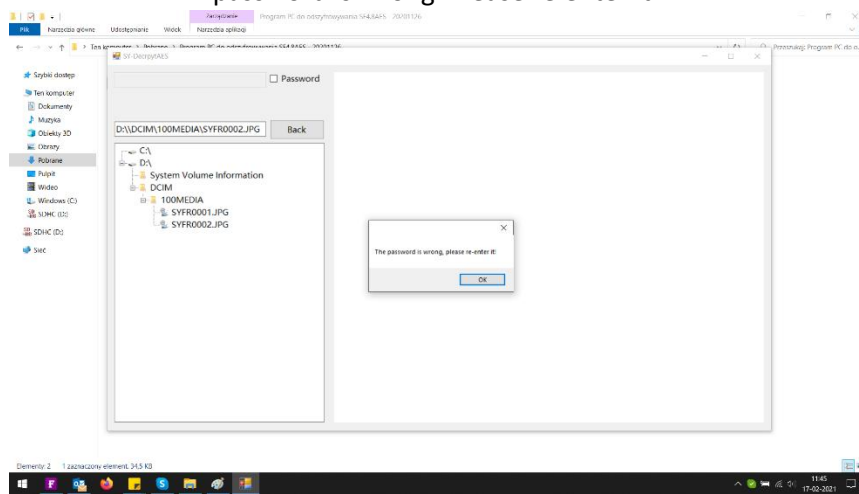 Zarządzanie
Program PC do odszyfrowywania SF4.8AES - 20201126
Plik
Narzędzia główne
Udostępnianie
Widok
Narzędzia aplikacji
SY-DecrpytAES
Password
D:\\DCIM\100MEDIA\SYFR0002.JPG
Back
C:\
D:\
System Volume Information
DCIM
100MEDIA
SYFR0001.JPG
SYFR0002.JPG
The password is wrong, please re-enter it!
OK
Szybki dostęp
Ten komputer
Dokumenty
Muzyka
Obiekty 3D
Obrazy
Pobrane
Pulpit
Wideo
Windows (C:)
SDHC (D:)
SDHC (D:)
Sieć
Elementy: 2
1 zaznaczony element. 34,5 KB
11:45
17-02-2021